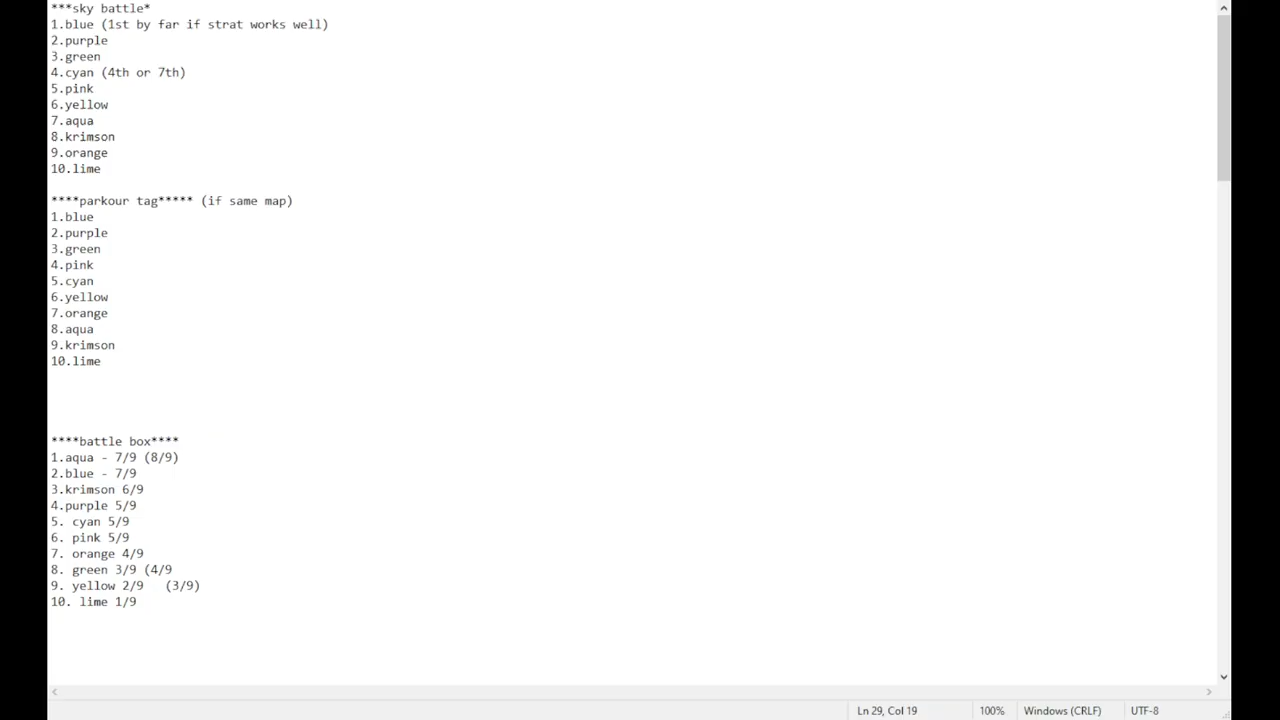 ***sky battle*
1.blue (1st by far if strat works well)
2.purple
3.green
4.cyan (4th or 7th)
5.pink
6.yellow
7.aqua
8.krimson
9.orange
10.lime
****parkour tag***** (if same map)
1.blue
2.purple
3.green
4.pink
5.cyan
6.yellow
7.orange
8.aqua
9.krimson
10.lime
****battle box****
1.aqua - 7/9 (8/9)
2.blue - 7/9
3.krimson 6/9
4.purple 5/9
5. cyan 5/9
6. pink 5/9
7. orange 4/9
8. green 3/9 (4/9
9. yellow 2/9   (3/9)
10. lime 1/9
Ln 29, Col 19 100% Windows (CRLF) UTF-8